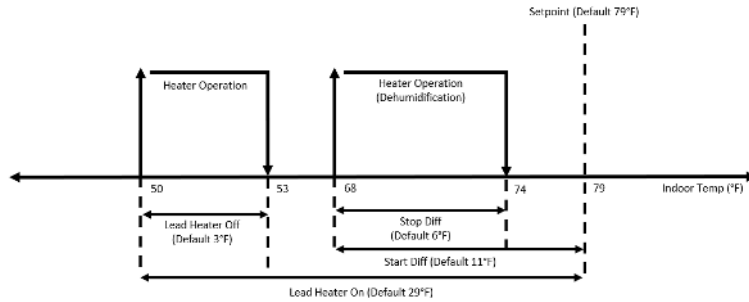 Setpoint (Default 79°F)
Heater Operation
Heater Operation
(Dehumidification)
50
53
68
74
79
Indoor Temp (°F)
Lead Heater Off
(Default 3°F)
Stop Diff
(Default 6°F)
Start Diff (Default 11°F)
Lead Heater On (Default 29°F)